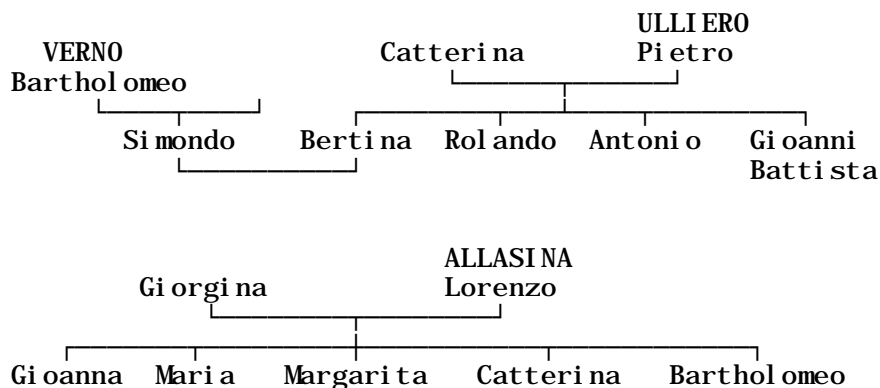 ULLIERO
VERNO Catterina Pietro
Bartholomeo
Simondo Bertina Rolando Antonio Gioanni
Battista
ALLASINA
Giorgina Lorenzo
Gioanna Maria Margarita Catterina Bartholomeo